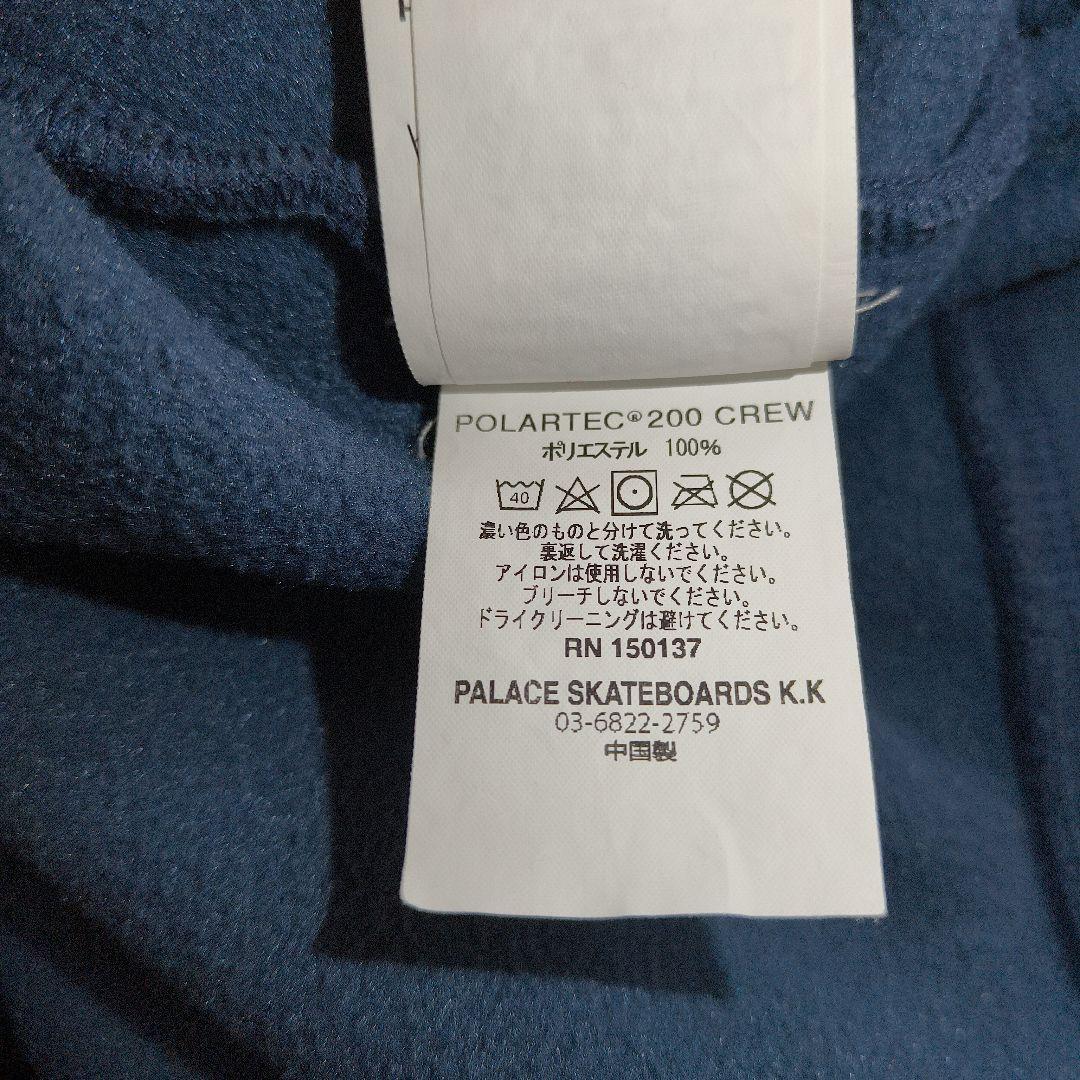 POLARTEC® 200 CREW
ポリエステル 100%
40
濃い色のものと分けて洗ってください。
裏返して洗濯ください。
アイロンは使用しないでください。
ブリーチしないでください。
ドライクリーニングは避けてください。
RN 150137
PALACE SKATEBOARDS K.K
03-6822-2759
中国製